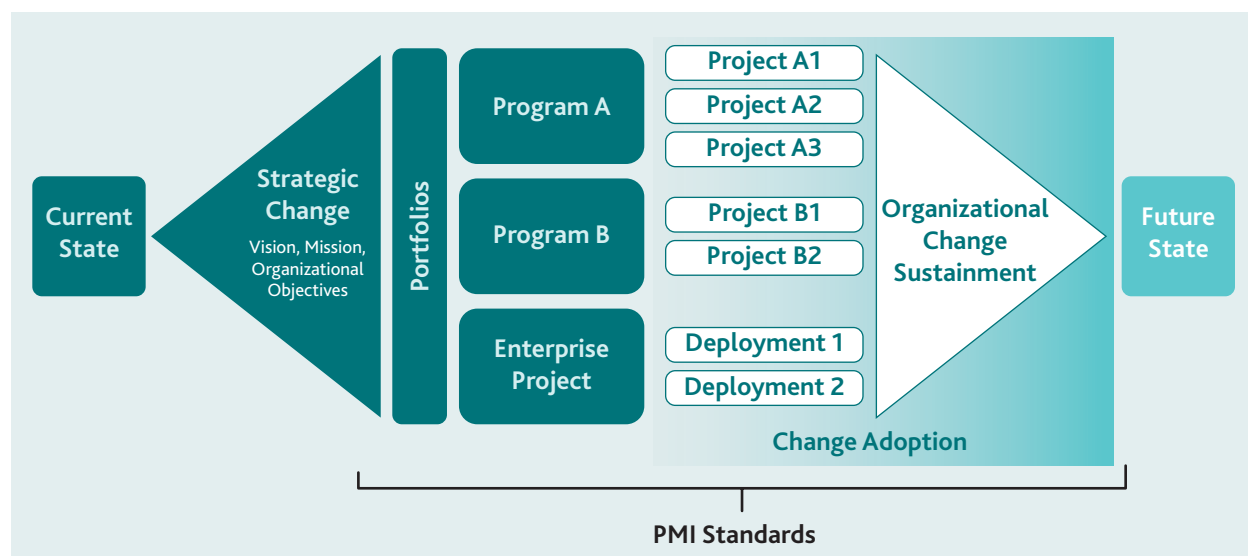 Current
State
Strategic
Change
Vision, Mission,
Organizational
Objectives
Portfolios
Program A
Program B
Enterprise
Project
Project A1
Project A2
Project A3
Project B1
Project B2
Deployment 1
Deployment 2
Organizational
Change
Sustainment
Change Adoption
Future
State
PMI Standards